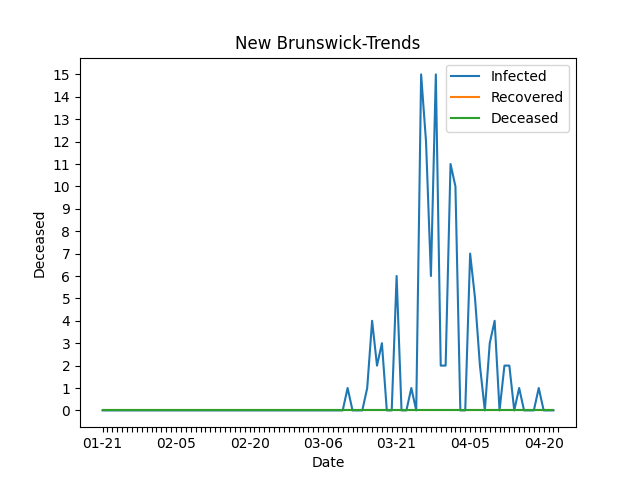 New Brunswick-Trends
Infected
Recovered
Deceased
15
14
13
12
11
10
9
8
7
6
5
4
3
2
1
0
Deceased
01-21 02-05 02-20 03-06 03-21 04-05 04-20
Date